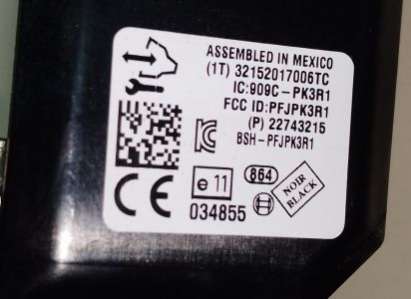 ASSEMBLED IN MEXICO
(1T) 32152017006TC
IC:909C-PK3R1
FCC ID:PFJPK3R1
(P) 22743215
BSH-PFJPK3R1
CE
e 11
034855
864
NOIR
BLACK